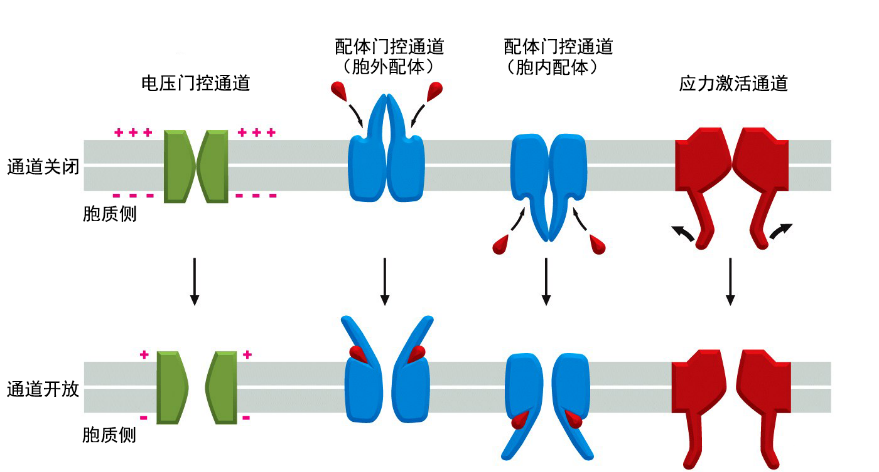 电压门控通道
配体门控通道
（胞外配体）
配体门控通道
（胞内配体）
应力激活通道
+++
+++
通道关闭
---
---
胞质侧
+
+
通道开放
-
-
胞质侧